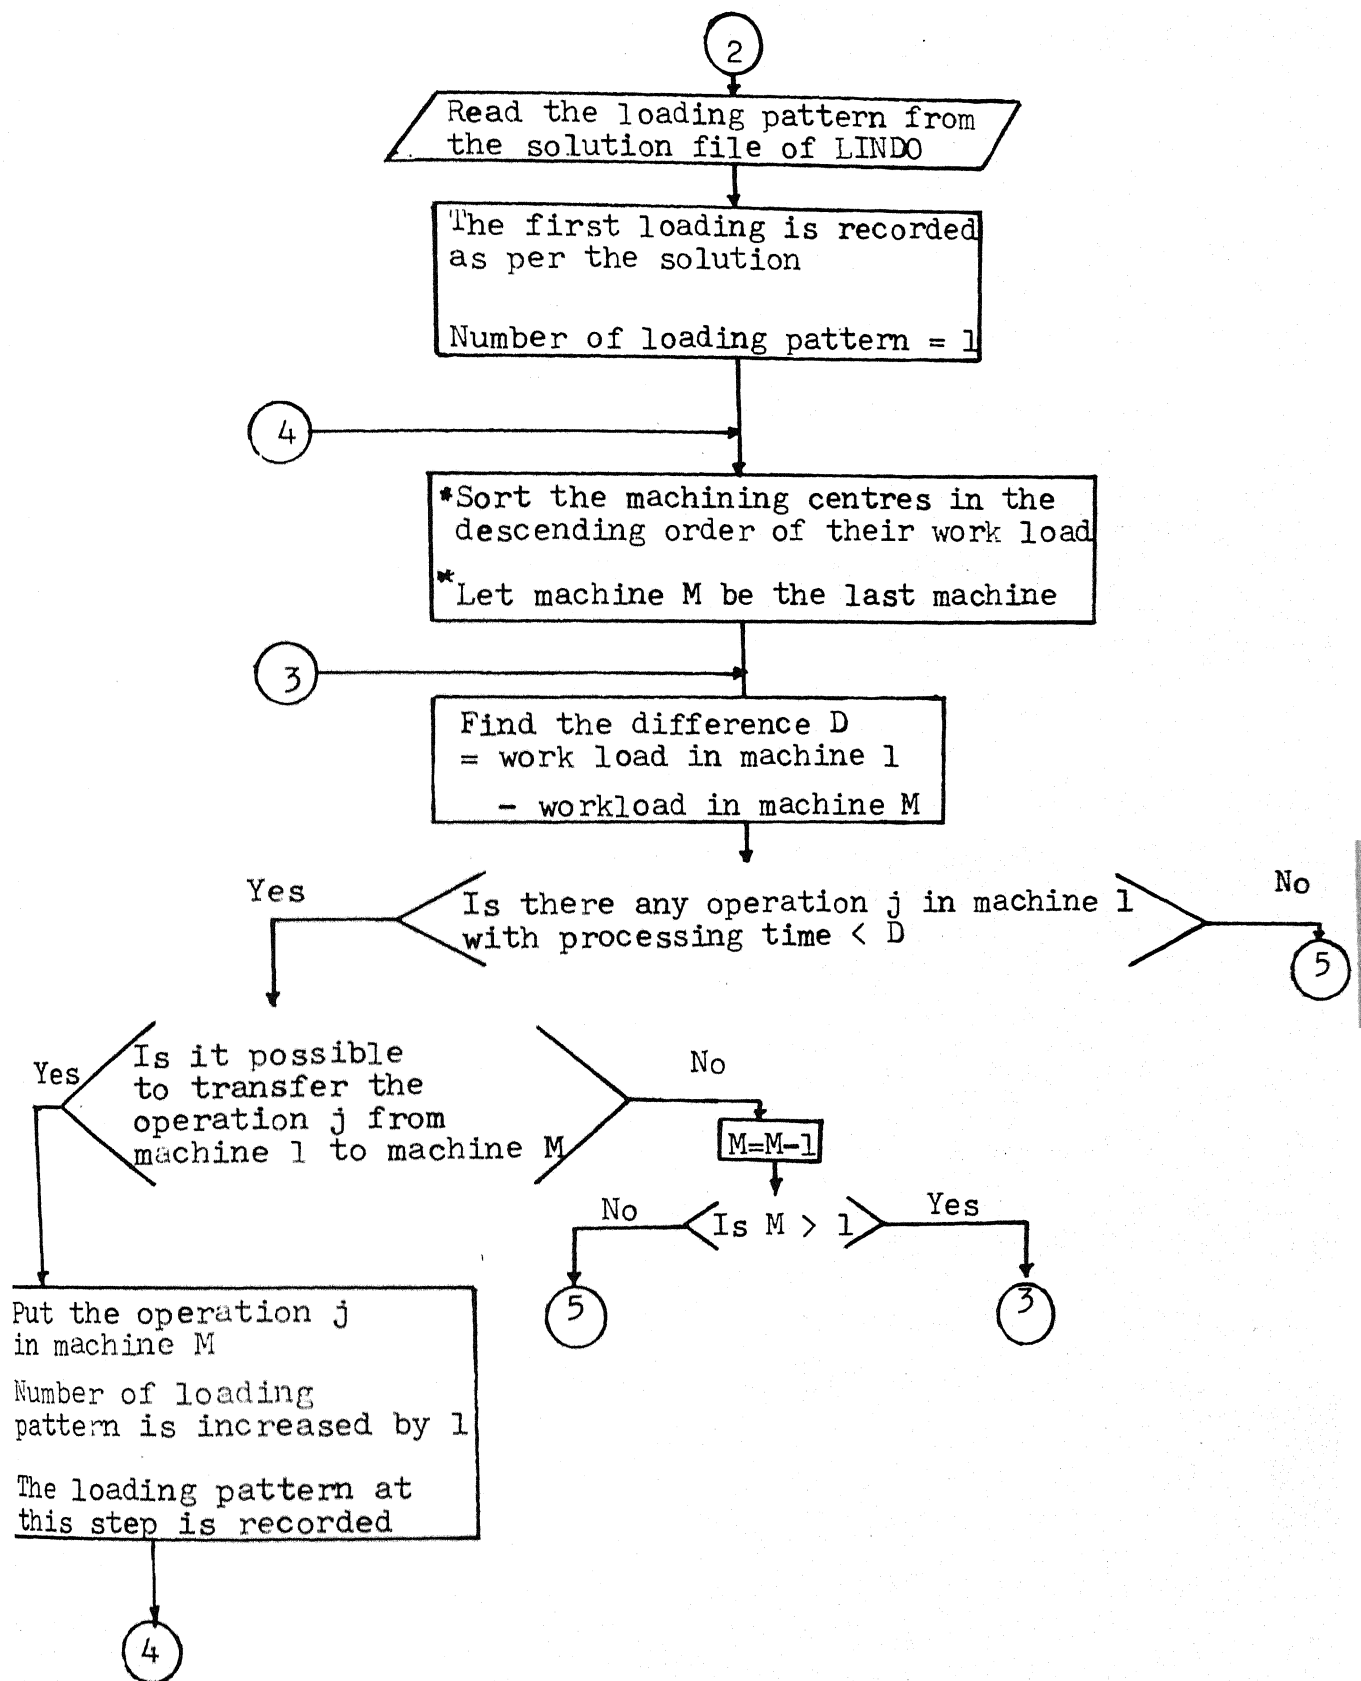 2
Read the loading pattern from
the solution file of LINDO
The first loading is recorded
as per the solution
Number of loading pattern = 1
4
*Sort the machining centres in the
descending order of their work load
*Let machine M be the last machine
3
Find the difference D
= work load in machine 1
- workload in machine M
Yes
Is there any operation j in machine 1
with processing time < D
No
5
Yes
Is it possible
to transfer the
operation j from
machine 1 to machine M
No
M=M-1
No
Is M > 1
Yes
5
3
Put the operation j
in machine M
Number of loading
pattern is increased by 1
The loading pattern at
this step is recorded
4